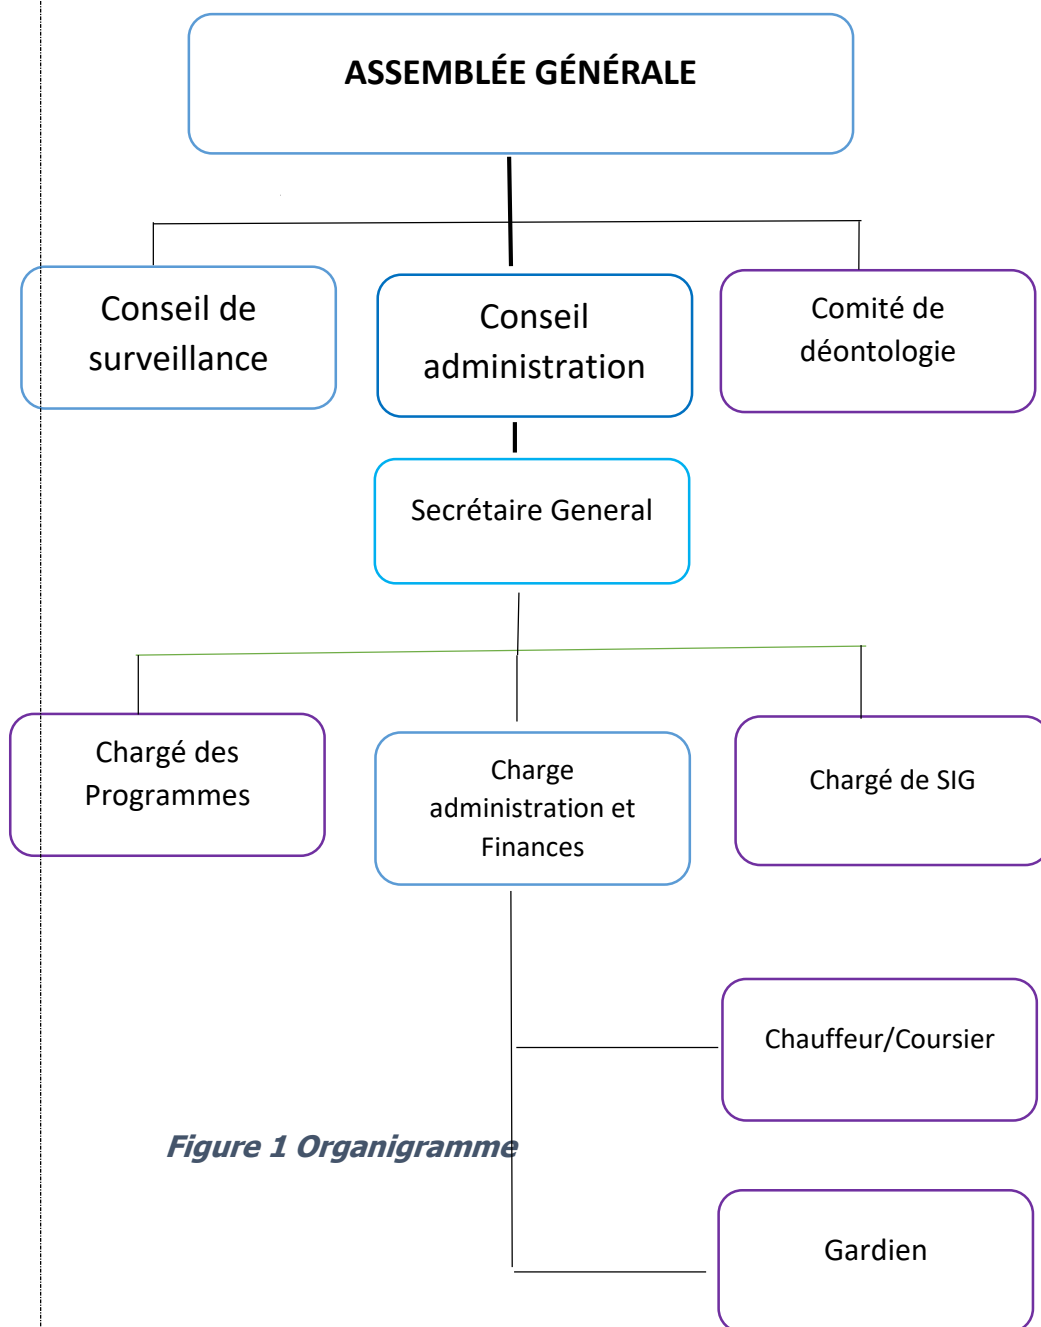 ASSEMBLÉE GÉNÉRALE
Conseil de
surveillance
Conseil
administration
Comité de
déontologie
Secrétaire General
Chargé des
Programmes
Charge
administration et
Finances
Chargé de SIG
Chauffeur/Coursier
Figure 1 Organigramme
Gardien